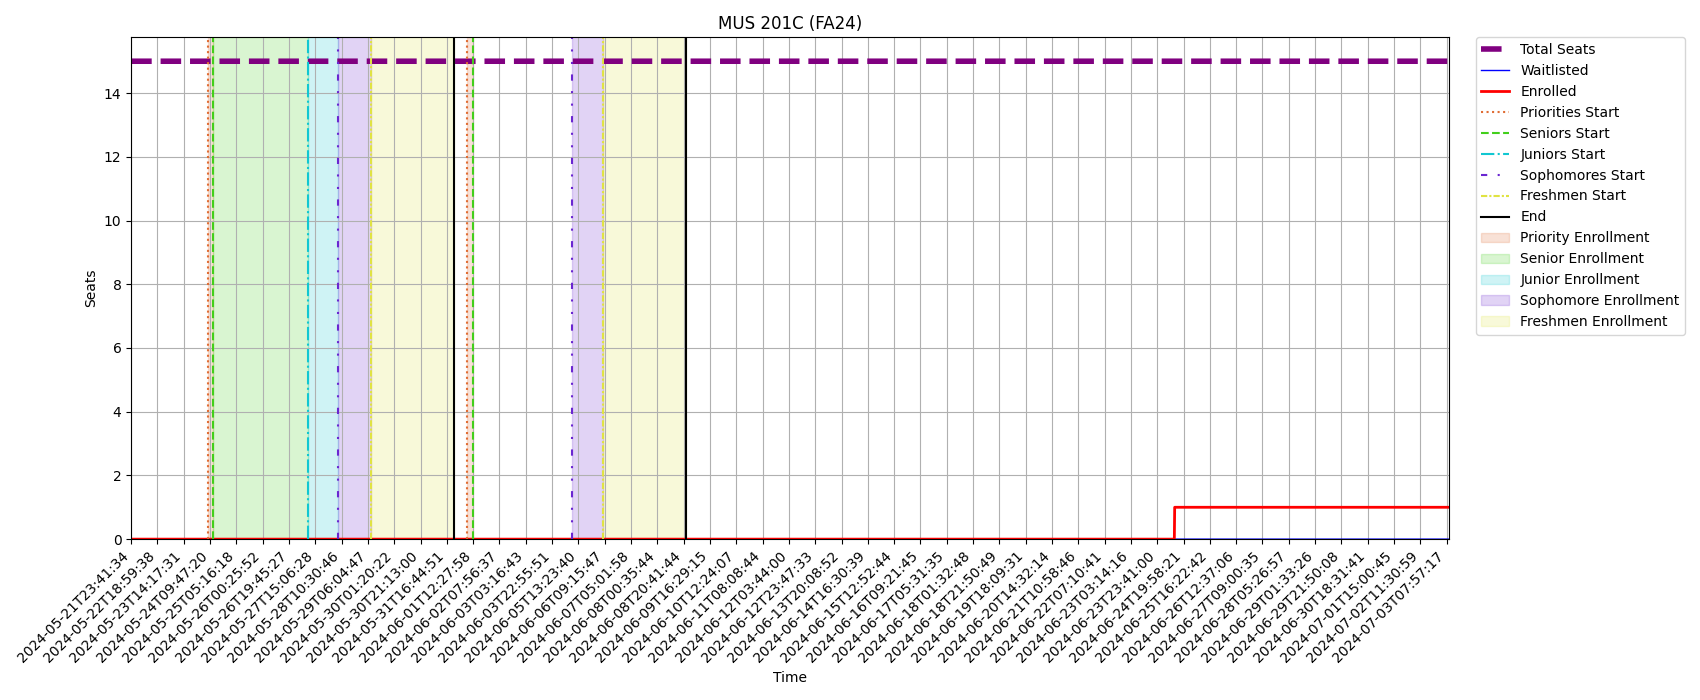 MUS 201C (FA24)
Total Seats
Waitlisted
Enrolled
Priorities Start
Seniors Start
Juniors Start
Sophomores Start
Freshmen Start
End
Priority Enrollment
Senior Enrollment
Junior Enrollment
Sophomore Enrollment
Freshmen Enrollment
Seats
14
12
10
8
6
4
2
0
2024-05-21T23:41:34
2024-05-22T18:59:38
2024-05-23T14:17:31
2024-05-24T09:47:20
2024-05-25T05:16:18
2024-05-26T00:25:52
2024-05-26T19:45:27
2024-05-27T15:06:28
2024-05-28T10:30:46
2024-05-29T06:04:47
2024-05-30T01:20:22
2024-05-30T21:13:00
2024-05-31T16:44:51
2024-06-01T12:27:58
2024-06-02T07:56:37
2024-06-03T03:16:43
2024-06-03T22:55:51
2024-06-05T13:23:40
2024-06-06T09:15:47
2024-06-07T05:01:58
2024-06-08T00:35:44
2024-06-08T20:41:44
2024-06-09T16:29:15
2024-06-10T12:24:07
2024-06-11T08:08:44
2024-06-12T03:44:00
2024-06-12T23:47:33
2024-06-13T20:08:52
2024-06-14T16:30:39
2024-06-15T12:52:44
2024-06-16T09:21:45
2024-06-17T05:31:35
2024-06-18T01:32:48
2024-06-18T21:50:49
2024-06-19T18:09:31
2024-06-20T14:32:14
2024-06-21T10:58:46
2024-06-22T07:10:41
2024-06-23T03:14:16
2024-06-23T23:41:00
2024-06-24T19:58:21
2024-06-25T16:22:42
2024-06-26T12:37:06
2024-06-27T09:00:35
2024-06-28T05:26:57
2024-06-29T01:33:26
2024-06-29T21:50:08
2024-06-30T18:31:41
2024-07-01T15:00:45
2024-07-02T11:30:59
2024-07-03T07:57:17
Time